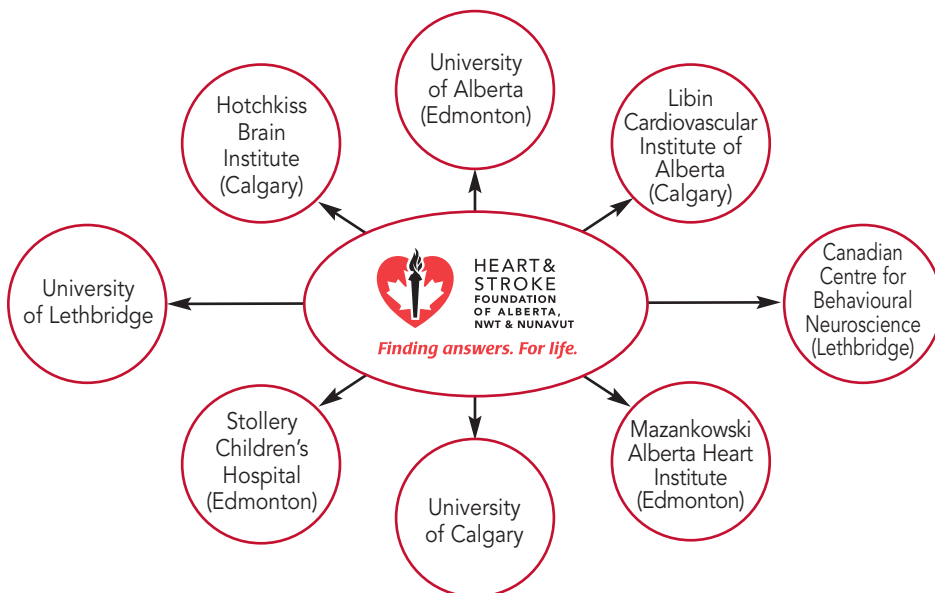 University
of Alberta
(Edmonton)
Hotchkiss
Brain
Institute
(Calgary)
Libin
Cardiovascular
Institute of
Alberta
(Calgary)
University
of Lethbridge
HEART &
STROKE
FOUNDATION
OF ALBERTA,
NWT & NUNAVUT
Finding answers. For life.
Canadian
Centre for
Behavioural
Neuroscience
(Lethbridge)
Stollery
Children's
Hospital
(Edmonton)
University
of Calgary
Mazankowski
Alberta Heart
Institute
(Edmonton)